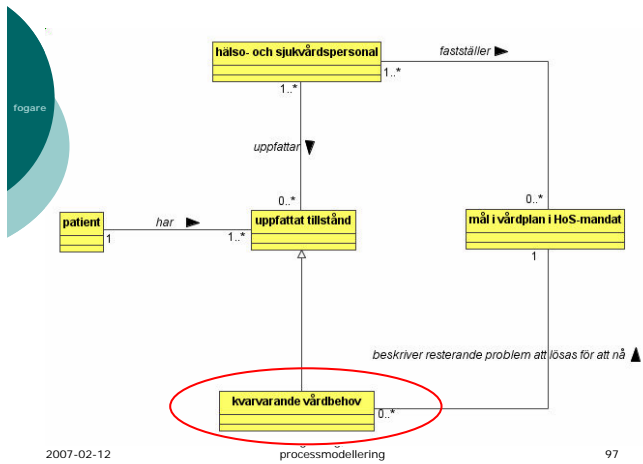 hälso- och sjukvårdspersonal
fastställer
1..*
1..*
fogare
uppfattar
0..*
0..*
patient
har
uppfattat tillstånd
mål i vårdplan i HoS-mandat
1
1..*
1
beskriver resterande problem att lösas för att nå
kvarvarande vårdbehov
0..*
2007-02-12
processmodellering
97